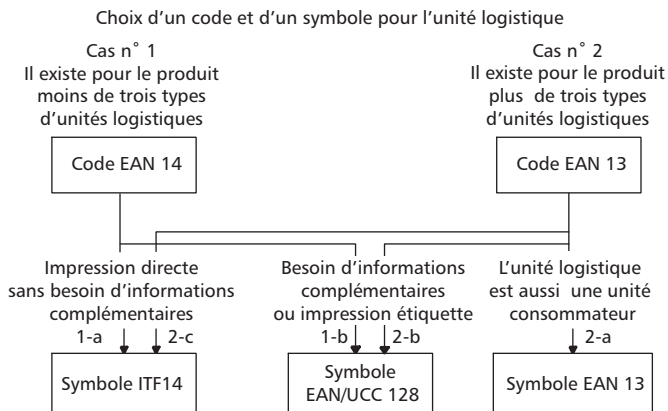 Choix d'un code et d'un symbole pour l'unité logistique
Cas n° 1
Il existe pour le produit
moins de trois types
d'unités logistiques
Cas n° 2
Il existe pour le produit
plus de trois types
d'unités logistiques
Code EAN 14
Code EAN 13
Impression directe
sans besoin d'informations
complémentaires
1-a
2-c
Besoin d'informations
complémentaires
ou impression étiquette
1-b
2-b
L'unité logistique
est aussi une unité
consommateur
2-a
Symbole ITF14
Symbole
EAN/UCC 128
Symbole EAN 13